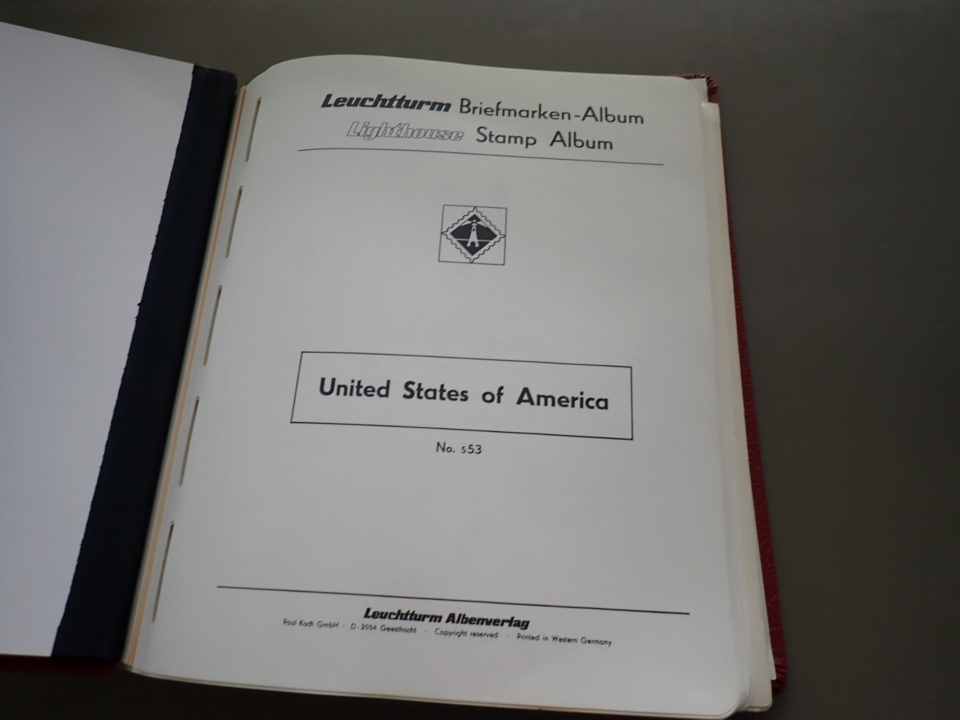 Leuchtturm Briefmarken-Album
Lighthouse Stamp Album
United States of America
No. s53
Leuchtturm Albenverlag
Paul Koch GmbH · D-2054 Geesthacht · Copyright reserved · Printed in Western Germany